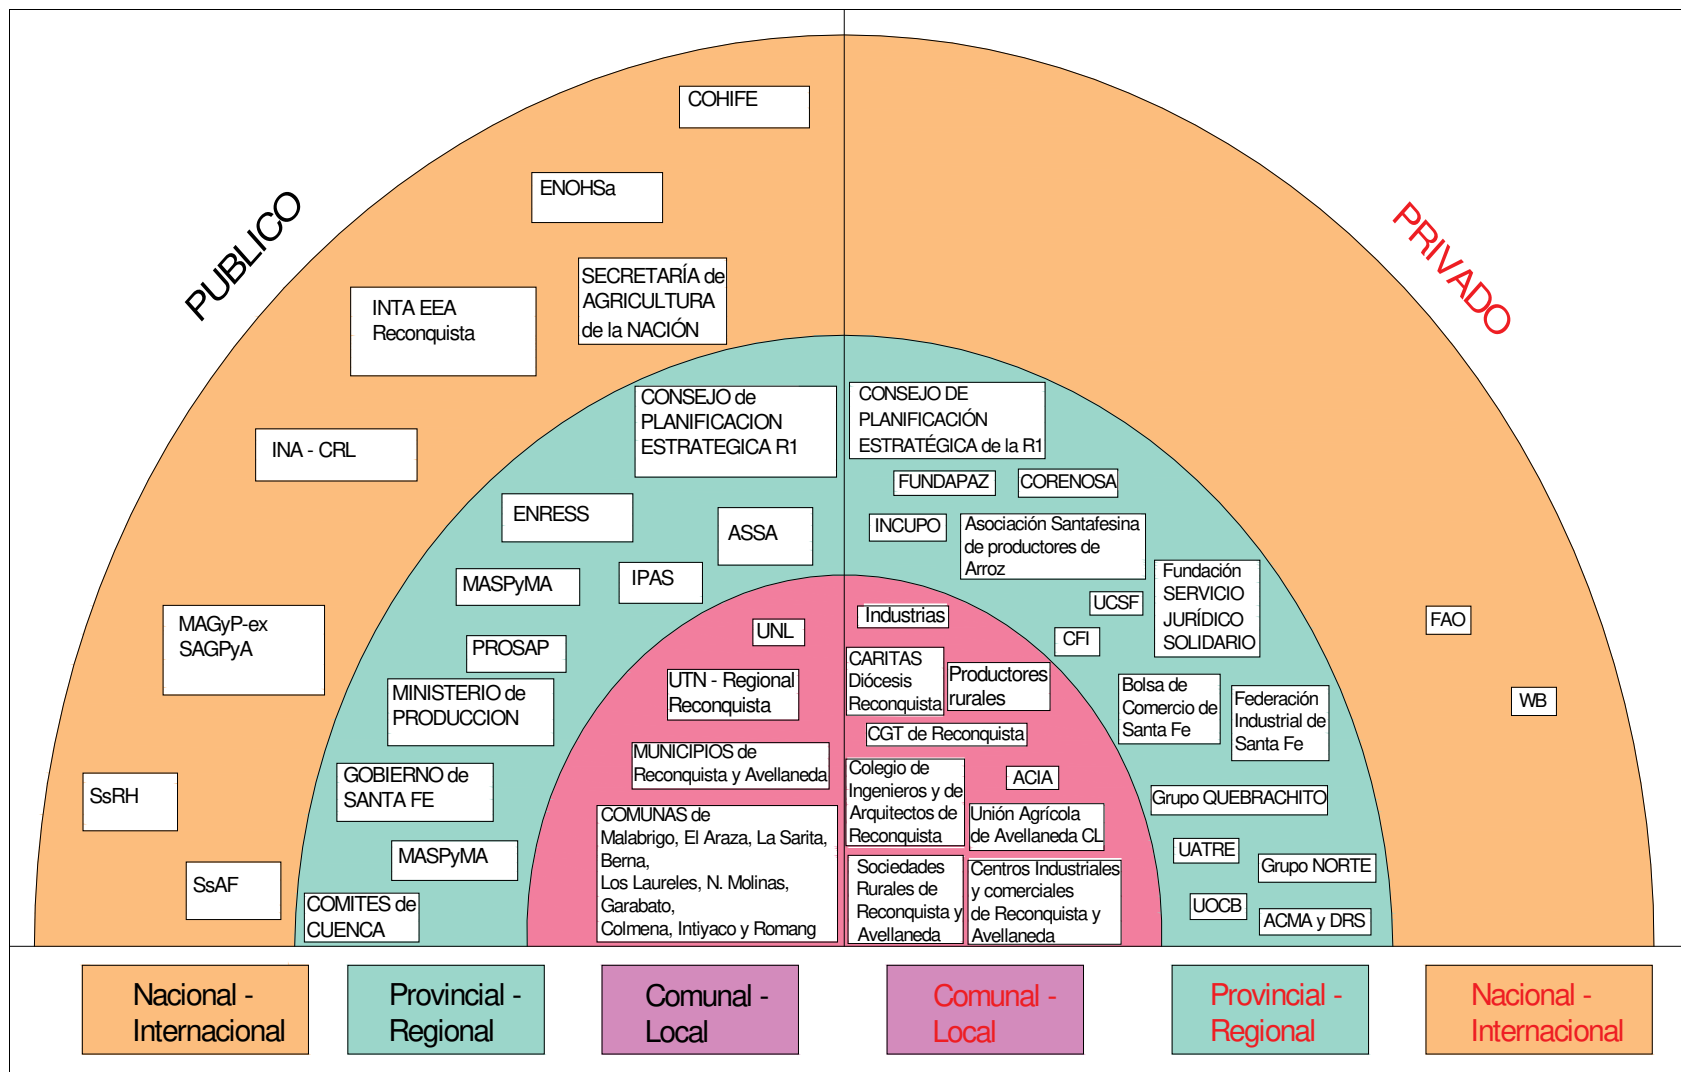 PUBLICO
COHIFE
ENOHSa
SECRETARÍA de
AGRICULTURA
de la NACIÓN
INTA EEA
Reconquista
INA - CRL
MAGyP-ex
SAGPyA
SsRH
SsAF
CONSEJO de
PLANIFICACION
ESTRATEGICA R1
ENRESS
ASSA
MASPyMA
IPAS
PROSAP
MINISTERIO de
PRODUCCION
GOBIERNO de
SANTA FE
MASPyMA
COMITES de
CUENCA
UNL
UTN - Regional
Reconquista
MUNICIPIOS de
Reconquista y Avellaneda
COMUNAS de
Malabrigo, El Araza, La Sarita,
Berna,
Los Laureles, N. Molinas,
Garabato,
Colmena, Intiyaco y Romang
PRIVADO
CONSEJO DE
PLANIFICACIÓN
ESTRATÉGICA de la R1
FUNDAPAZ
CORENOSA
INCUPO
Asociación Santafesina
de productores de
Arroz
Fundación
SERVICIO
JURÍDICO
SOLIDARIO
UCSF
CFI
Bolsa de
Comercio de
Santa Fe
Federación
Industrial de
Santa Fe
Grupo QUEBRACHITO
UATRE
Grupo NORTE
UOCB
ACMA y DRS
Industrias
CARITAS
Diócesis
Reconquista
Productores
rurales
CGT de Reconquista
Colegio de
Ingenieros y de
Arquitectos de
Reconquista
ACIA
Unión Agrícola
de Avellaneda CL
Sociedades
Rurales de
Reconquista y
Avellaneda
Centros Industriales
y comerciales
de Reconquista y
Avellaneda
FAO
WB
Nacional -
Internacional
Provincial -
Regional
Comunal -
Local
Comunal -
Local
Provincial -
Regional
Nacional -
Internacional